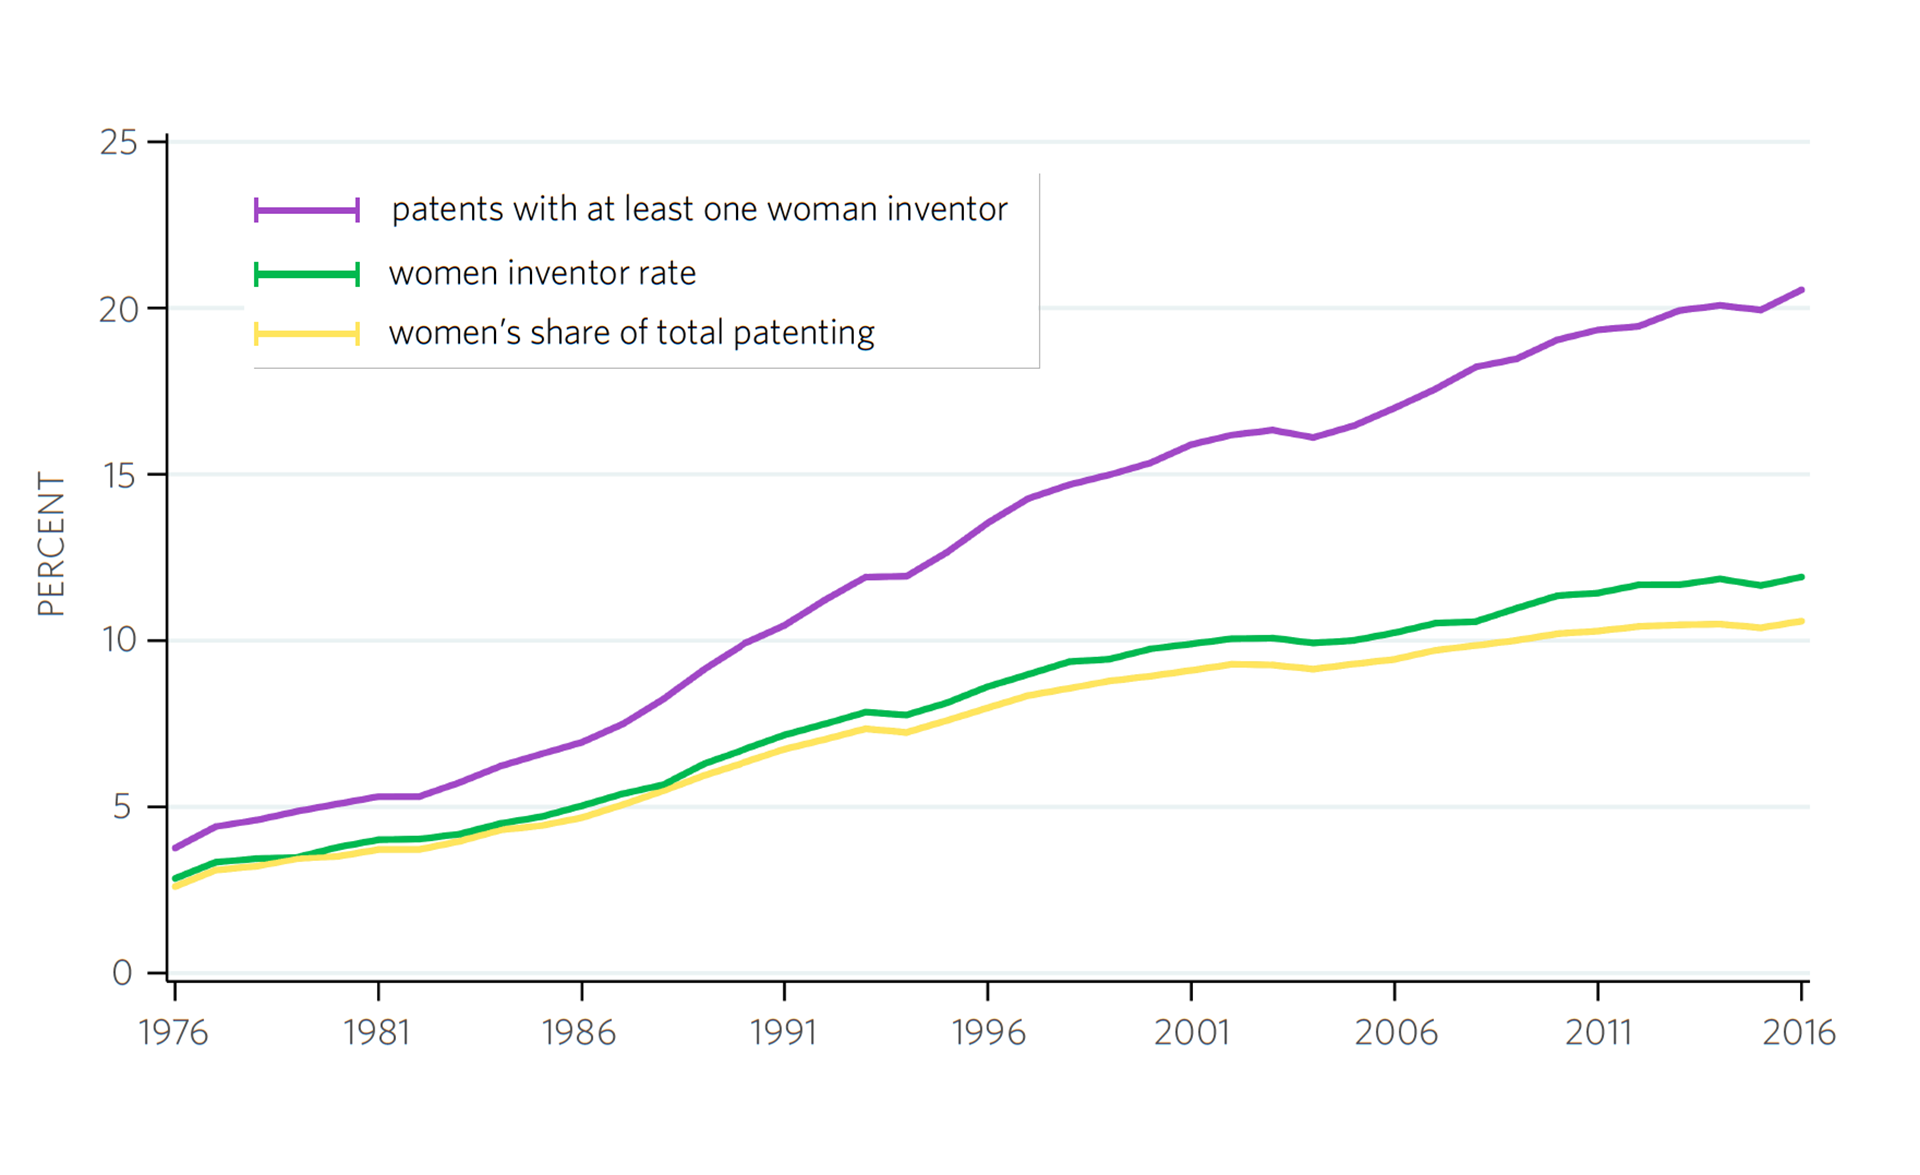 25
patents with at least one woman inventor
women inventor rate
20
women’s share of total patenting
15
PERCENT
10
5
0
1976 1981 1986 1991 1996 2001 2006 2011 2016